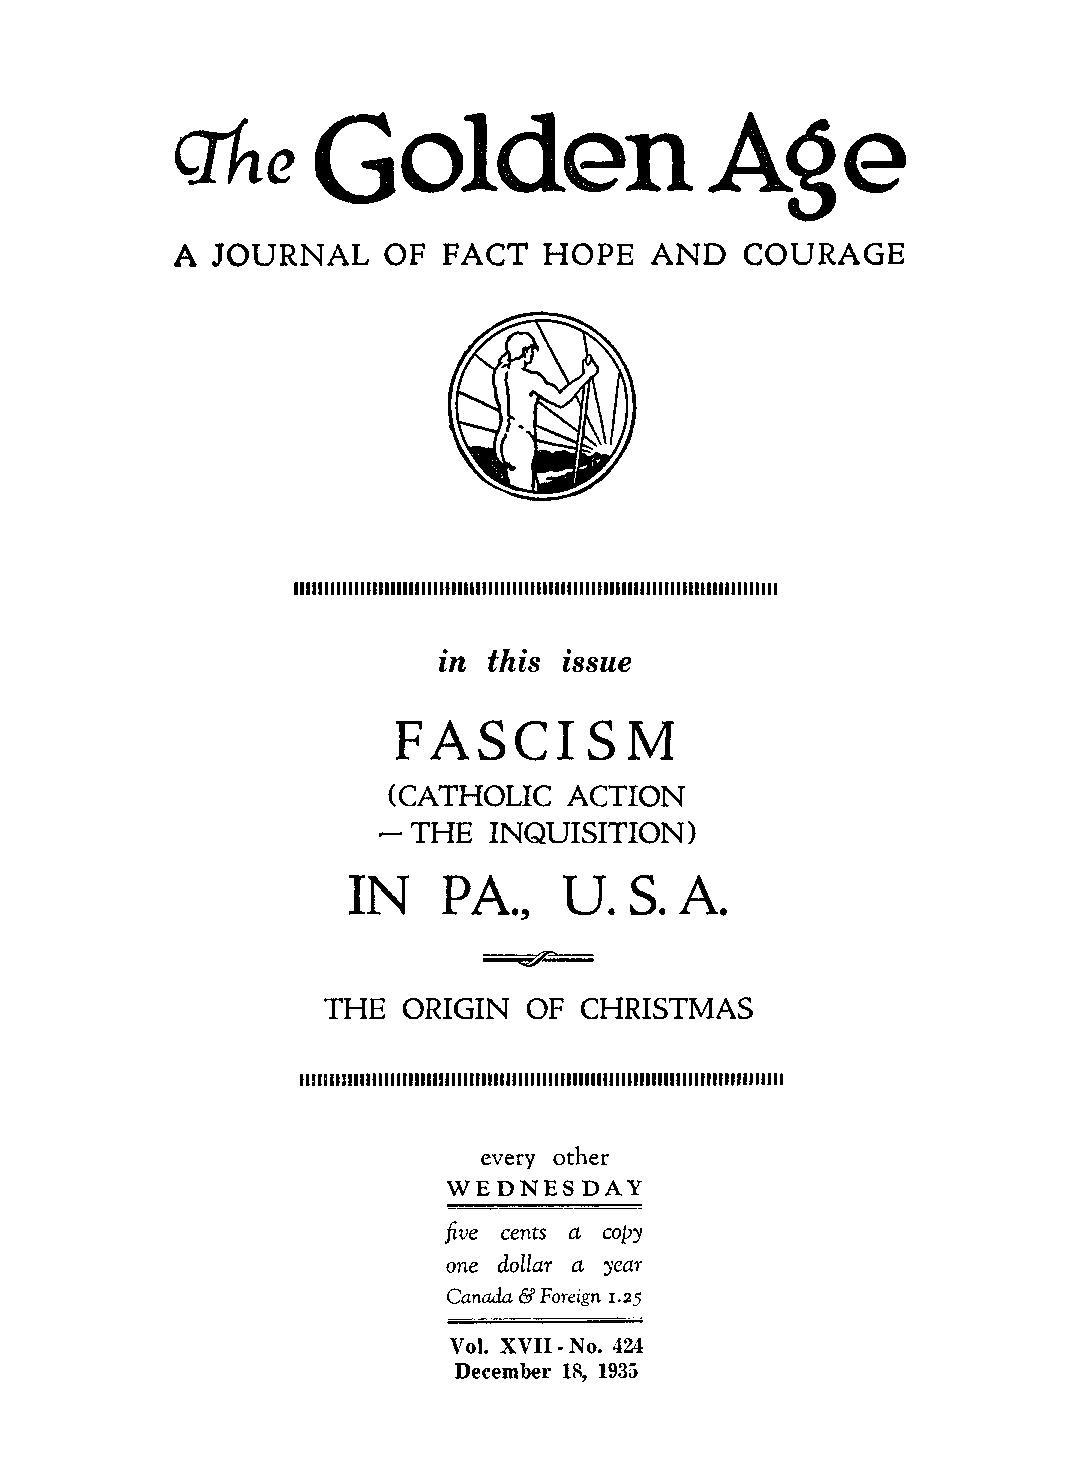 The Golden Age
A JOURNAL OF FACT HOPE AND COURAGE
in this issue
FASCISM
(CATHOLIC ACTION
— THE INQUISITION)
IN PA., U. S. A.
THE ORIGIN OF CHRISTMAS
every other
WEDNESDAY
five cents a copy
one dollar a year
Canada & Foreign 1.25
Vol. XVII - No. 424
December 18, 1935